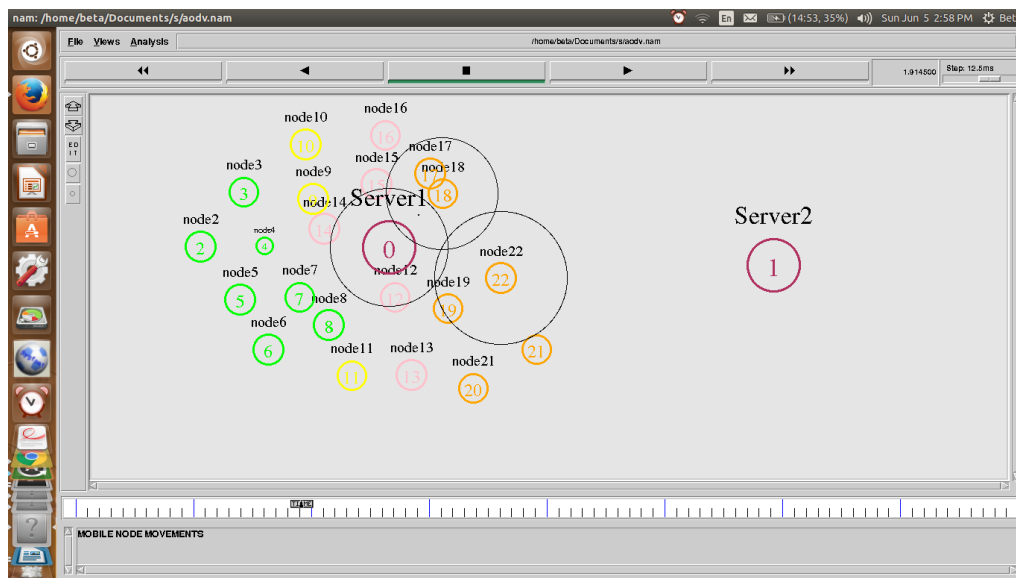 nam: /home/beta/Documents/s/aodv.nam
En
(14:53, 35%)
Sun Jun 5 2:58 PM
Bet
File Views Analysis
/home/beta/Documents/s/aodv.nam
1.914500
Step: 12.5ms
E D
I T
node16
16
node10
10
node17
17
node15
15
node18
18
node3
3
node9
9
node14
14
Server1
0
node2
2
node4
4
Server2
1
node22
22
node5
5
node7
7
node12
12
node19
19
node8
8
node6
6
node11
11
node13
13
21
node21
20
MOBILE NODE MOVEMENTS